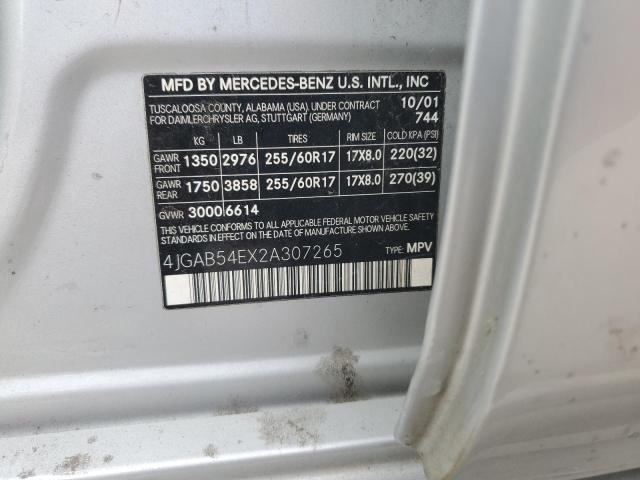 MFD BY MERCEDES-BENZ U.S. INTL., INC
TUSCALOOSA COUNTY, ALABAMA (USA). UNDER CONTRACT 10/01
FOR DAIMLERCHRYSLER AG, STUTTGART (GERMANY) 744
KG LB TIRES RIM SIZE COLD KPA (PSI)
GAWR FRONT 1350 2976 255/60R17 17X8.0 220(32)
GAWR REAR 1750 3858 255/60R17 17X8.0 270(39)
GVWR 3000 6614
THIS VEHICLE CONFORMS TO ALL APPLICABLE FEDERAL MOTOR VEHICLE SAFETY
STANDARDS IN EFFECT ON THE DATE OF MANUFACTURE SHOWN ABOVE.
4JGAB54EX2A307265 TYPE: MPV